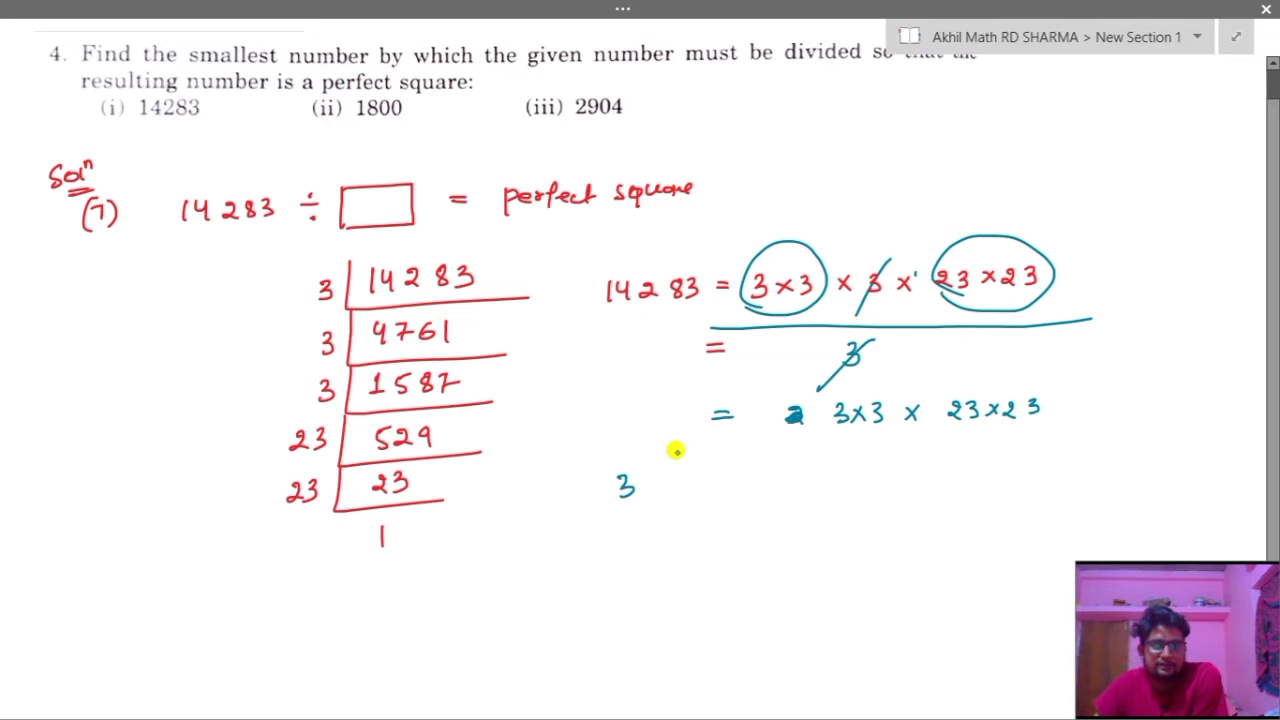 Akhil Math RD SHARMA > New Section 1
4. Find the smallest number by which the given number must be divided so that the
resulting number is a perfect square:
(i) 14283 (ii) 1800 (iii) 2904
Solⁿ
(i) 14283 ÷ = perfect square
3 14283
3 4761
3 1587
23 529
23 23
1
14283 = 3×3 × 3 × 23×23
= 3
= 3×3 × 23×23
3